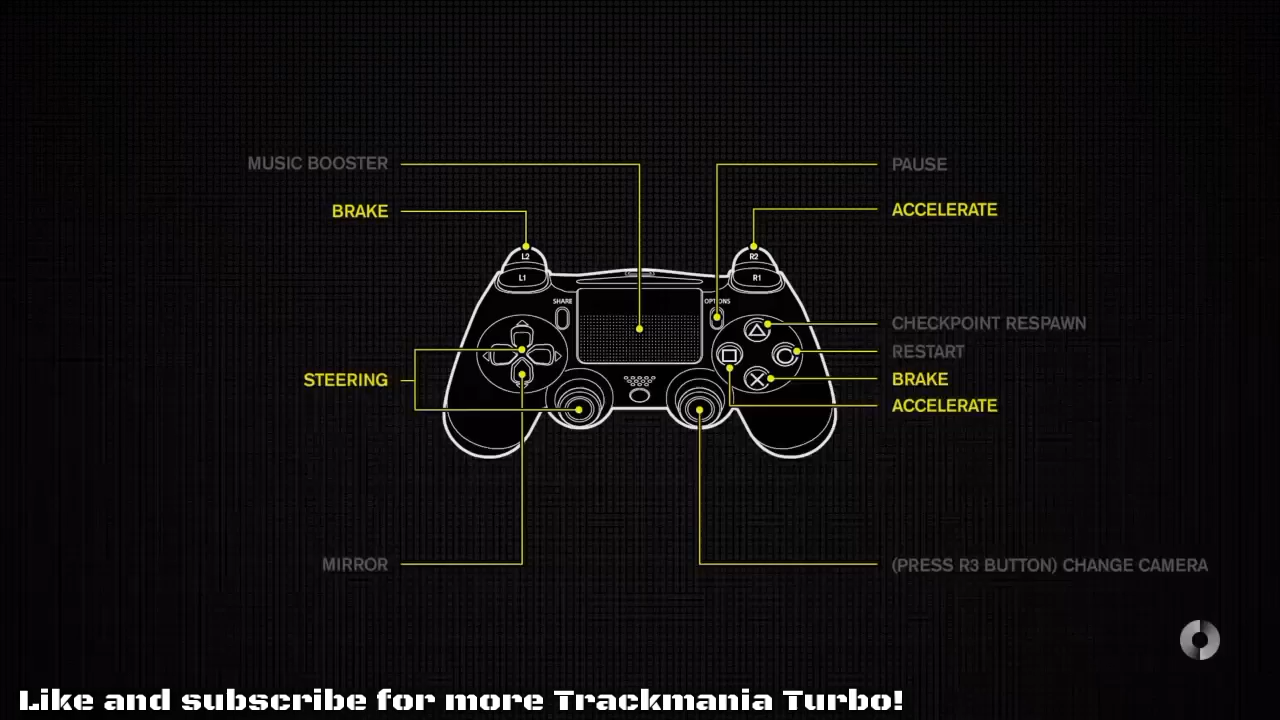 MUSIC BOOSTER
PAUSE
BRAKE
ACCELERATE
L2
R2
L1
R1
SHARE
OPTIONS
CHECKPOINT RESPAWN
RESTART
STEERING
BRAKE
ACCELERATE
MIRROR
(PRESS R3 BUTTON) CHANGE CAMERA
Like and subscribe for more Trackmania Turbo!